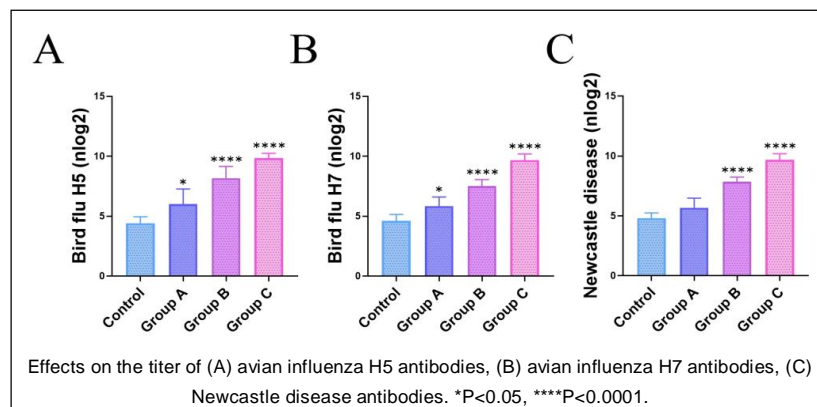 A
B
C
Bird flu H5 (nlog2)
15
10
5
0
*
****
****
Control
Group A
Group B
Group C
Bird flu H7 (nlog2)
15
10
5
0
*
****
****
Control
Group A
Group B
Group C
Newcastle disease (nlog2)
15
10
5
0
****
****
Control
Group A
Group B
Group C
Effects on the titer of (A) avian influenza H5 antibodies, (B) avian influenza H7 antibodies, (C)
Newcastle disease antibodies. *P<0.05, ****P<0.0001.